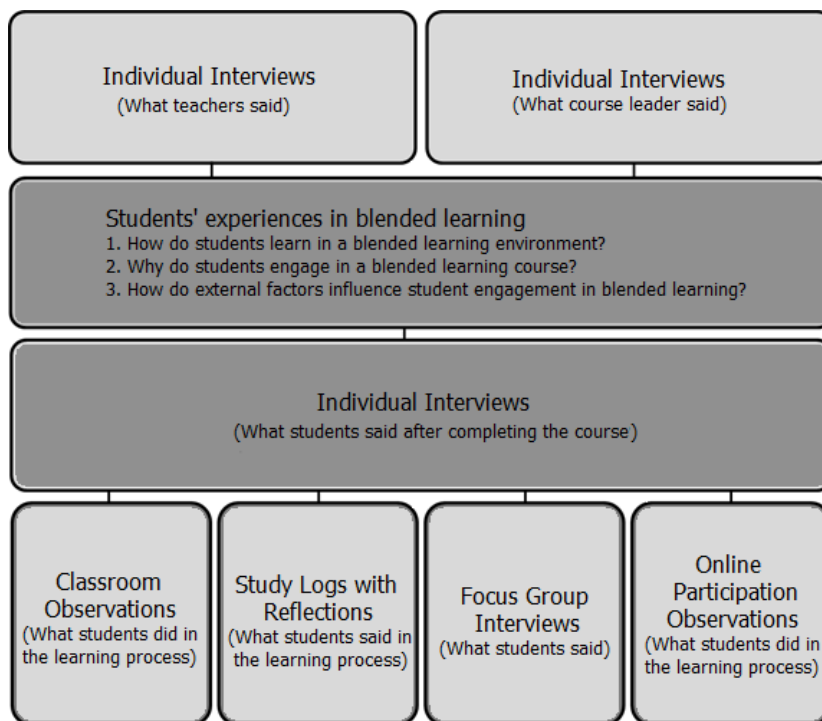 Individual Interviews
(What teachers said)
Individual Interviews
(What course leader said)
Students' experiences in blended learning
1. How do students learn in a blended learning environment?
2. Why do students engage in a blended learning course?
3. How do external factors influence student engagement in blended learning?
Individual Interviews
(What students said after completing the course)
Classroom
Observations
(What students did in
the learning process)
Study Logs with
Reflections
(What students said in
the learning process)
Focus Group
Interviews
(What students said)
Online
Participation
Observations
(What students did in
the learning process)